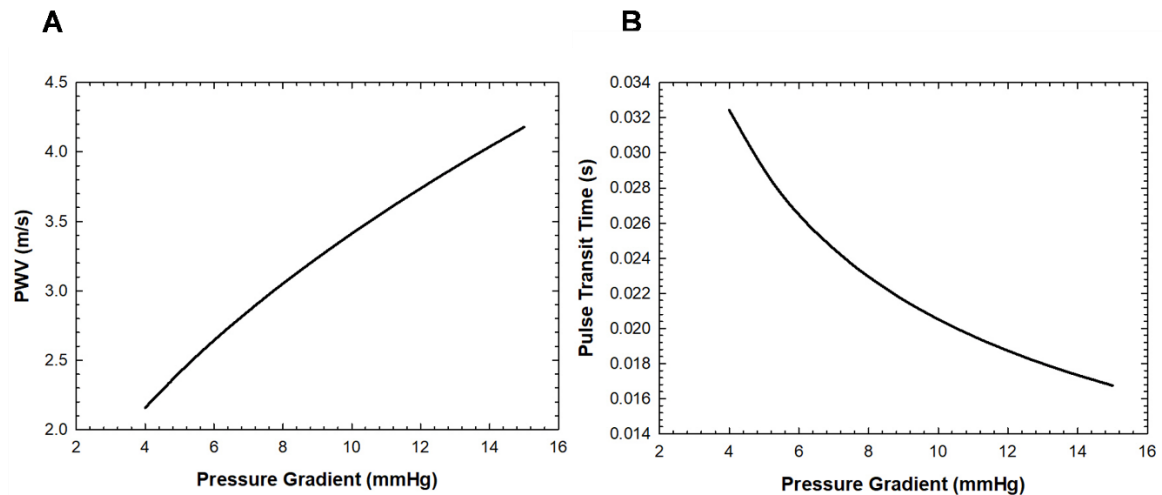 A
4.5
4.0
3.5
3.0
2.5
2.0
PWV (m/s)
2 4 6 8 10 12 14 16
Pressure Gradient (mmHg)
B
0.034
0.032
0.030
0.028
0.026
0.024
0.022
0.020
0.018
0.016
0.014
Pulse Transit Time (s)
2 4 6 8 10 12 14 16
Pressure Gradient (mmHg)